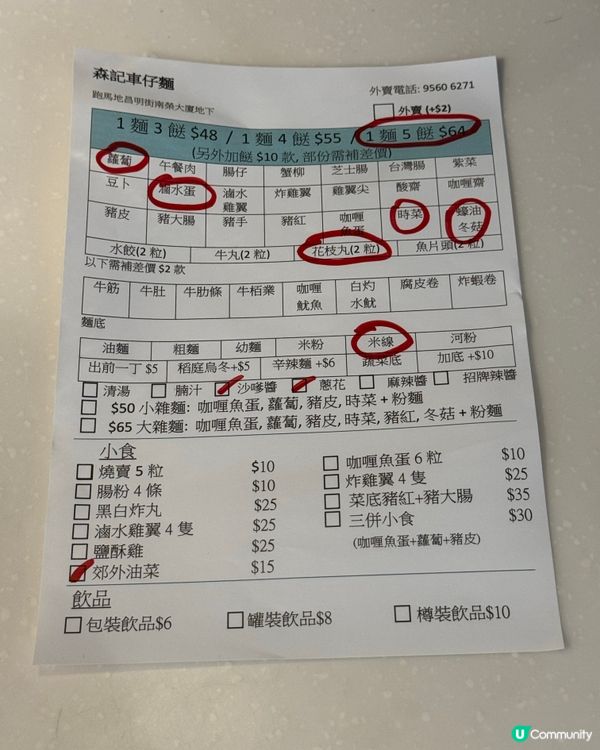 森記車仔麵
跑馬地昌明街南榮大廈地下
外賣電話: 9560 6271
外賣 (+$2)
1 麵 3 餸 $48 / 1 麵 4 餸 $55 / 1 麵 5 餸 $64
(另外加餸 $10 款, 部份需補差價)
蘿蔔 午餐肉 腸仔 蟹柳 芝士腸 台灣腸 紫菜
豆卜 滷水蛋 滷水雞翼 炸雞翼 雞翼尖 酸齋 咖喱齋
豬皮 豬大腸 豬手 豬紅 咖喱魚蛋 時菜 蠔油冬菇
水餃(2 粒) 牛丸(2 粒) 花枝丸(2 粒) 魚片頭(2 粒)
以下需補差價 $2 款
牛筋 牛肚 牛肋條 牛栢葉 咖喱魷魚 白灼水魷 腐皮卷 炸蝦卷
麵底
油麵 粗麵 幼麵 米粉 米線 河粉
出前一丁 $5 稻庭烏冬+$5 辛辣麵 +$6 蔬菜底 加底 +$10
清湯 腩汁 沙嗲醬 蔥花 麻辣醬 招牌辣醬
$50 小雜麵: 咖喱魚蛋, 蘿蔔, 豬皮, 時菜 + 粉麵
$65 大雜麵: 咖喱魚蛋, 蘿蔔, 豬皮, 時菜, 豬紅, 冬菇 + 粉麵
小食
燒賣 5 粒 $10 咖喱魚蛋 6 粒 $10
腸粉 4 條 $10 炸雞翼 4 隻 $25
黑白炸丸 $25 菜底豬紅+豬大腸 $35
滷水雞翼 4 隻 $25 三併小食 $30
鹽酥雞 $25 (咖喱魚蛋+蘿蔔+豬皮)
郊外油菜 $15
飲品
包裝飲品$6 罐裝飲品$8 樽裝飲品$10
U Community